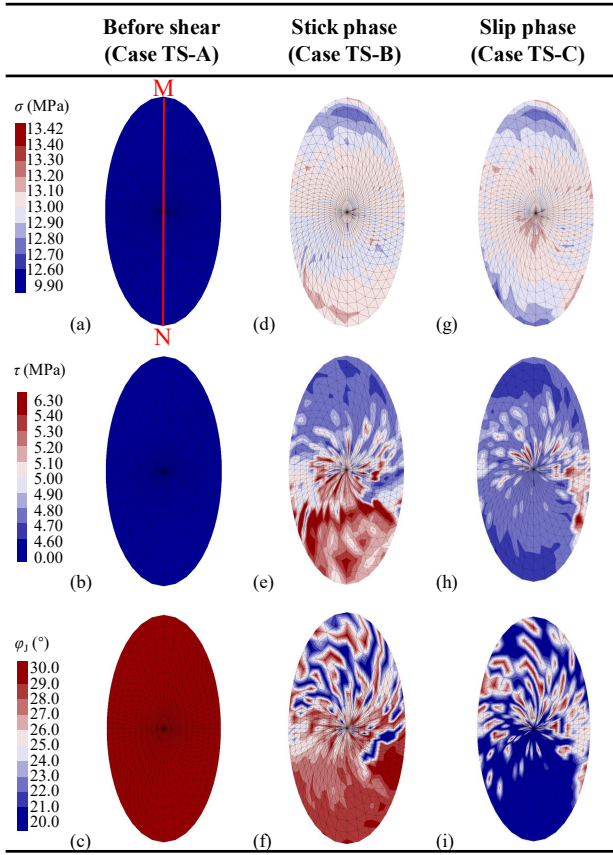 Before shear
(Case TS-A)
Stick phase
(Case TS-B)
Slip phase
(Case TS-C)
σ (MPa)
13.42
13.40
13.30
13.20
13.10
13.00
12.90
12.80
12.70
12.60
9.90
M
N
(a)
(d)
(g)
τ (MPa)
6.30
5.40
5.30
5.20
5.10
5.00
4.90
4.80
4.70
4.60
0.00
(b)
(e)
(h)
φJ (°)
30.0
29.0
28.0
27.0
26.0
25.0
24.0
23.0
22.0
21.0
20.0
(c)
(f)
(i)